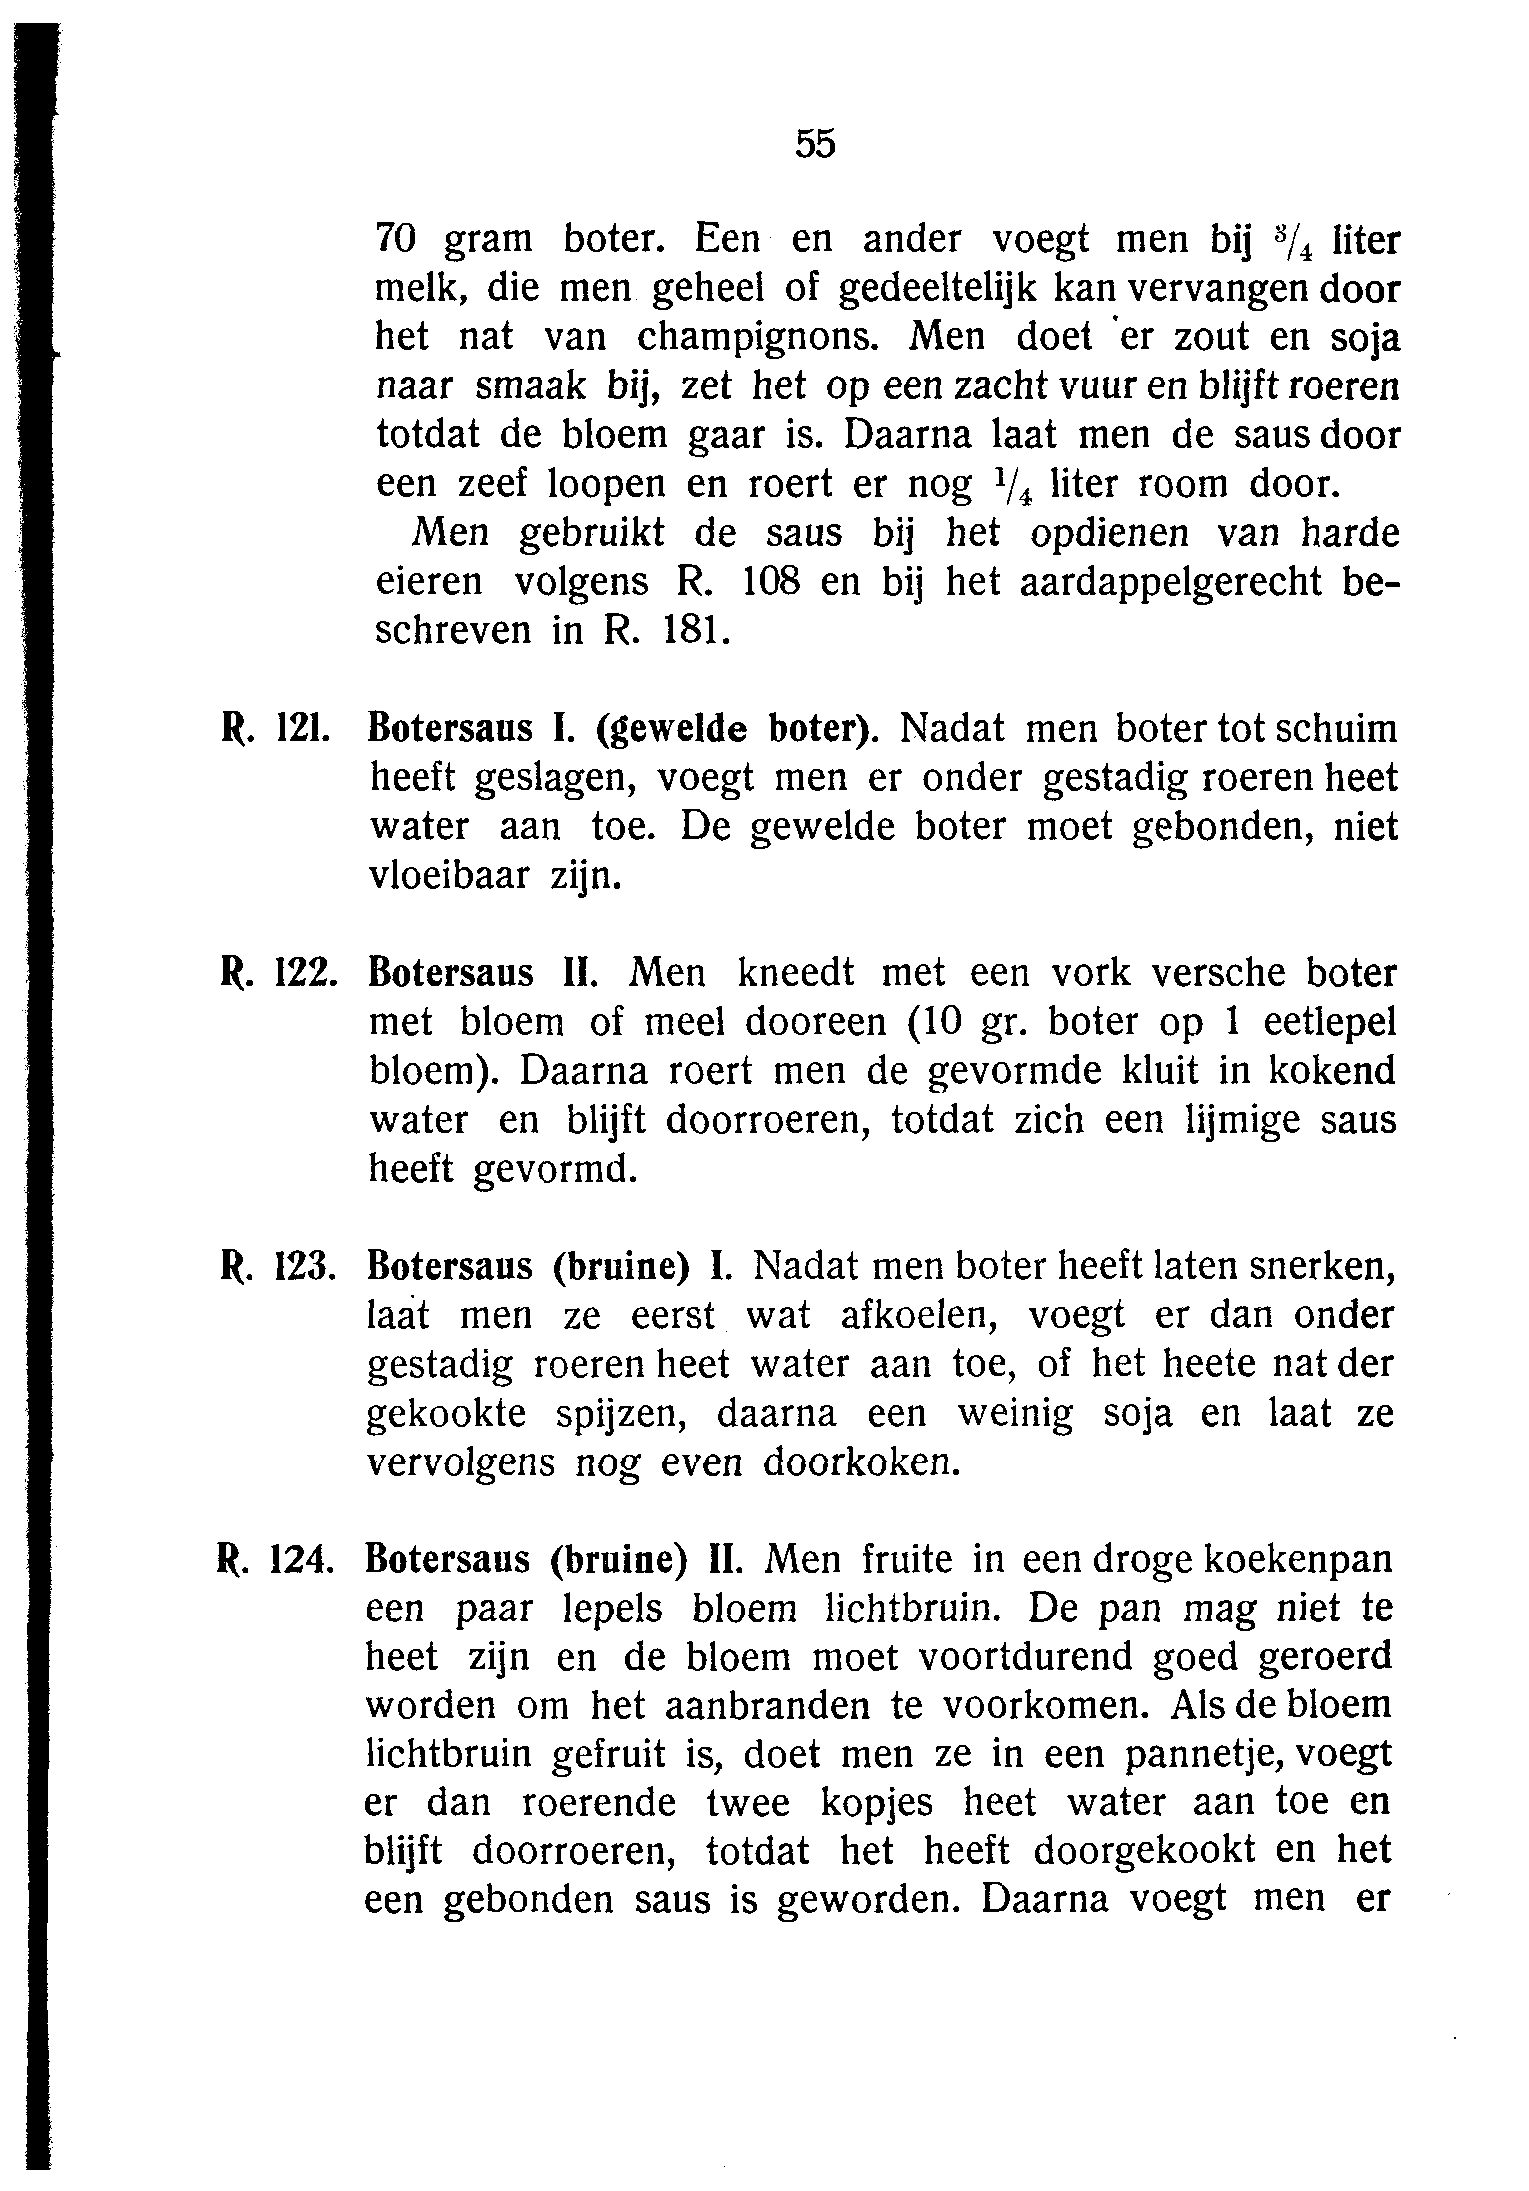 55
70 gram boter. Een en ander voegt men bij 3/4 liter
melk, die men geheel of gedeeltelijk kan vervangen door
het nat van champignons. Men doet er zout en soja
naar smaak bij, zet het op een zacht vuur en blijft roeren
totdat de bloem gaar is. Daarna laat men de saus door
een zeef loopen en roert er nog 1/4 liter room door.
Men gebruikt de saus bij het opdienen van harde
eieren volgens R. 108 en bij het aardappelgerecht be-
schreven in R. 181.
R. 121. Botersaus I. (gewelde boter). Nadat men boter tot schuim
heeft geslagen, voegt men er onder gestadig roeren heet
water aan toe. De gewelde boter moet gebonden, niet
vloeibaar zijn.
R. 122. Botersaus II. Men kneedt met een vork versche boter
met bloem of meel dooreen (10 gr. boter op 1 eetlepel
bloem). Daarna roert men de gevormde kluit in kokend
water en blijft doorroeren, totdat zich een lijmige saus
heeft gevormd.
R. 123. Botersaus (bruine) I. Nadat men boter heeft laten snerken,
laat men ze eerst wat afkoelen, voegt er dan onder
gestadig roeren heet water aan toe, of het heete nat der
gekookte spijzen, daarna een weinig soja en laat ze
vervolgens nog even doorkoken.
R. 124. Botersaus (bruine) II. Men fruite in een droge koekenpan
een paar lepels bloem lichtbruin. De pan mag niet te
heet zijn en de bloem moet voortdurend goed geroerd
worden om het aanbranden te voorkomen. Als de bloem
lichtbruin gefruit is, doet men ze in een pannetje, voegt
er dan roerende twee kopjes heet water aan toe en
blijft doorroeren, totdat het heeft doorgekookt en het
een gebonden saus is geworden. Daarna voegt men er